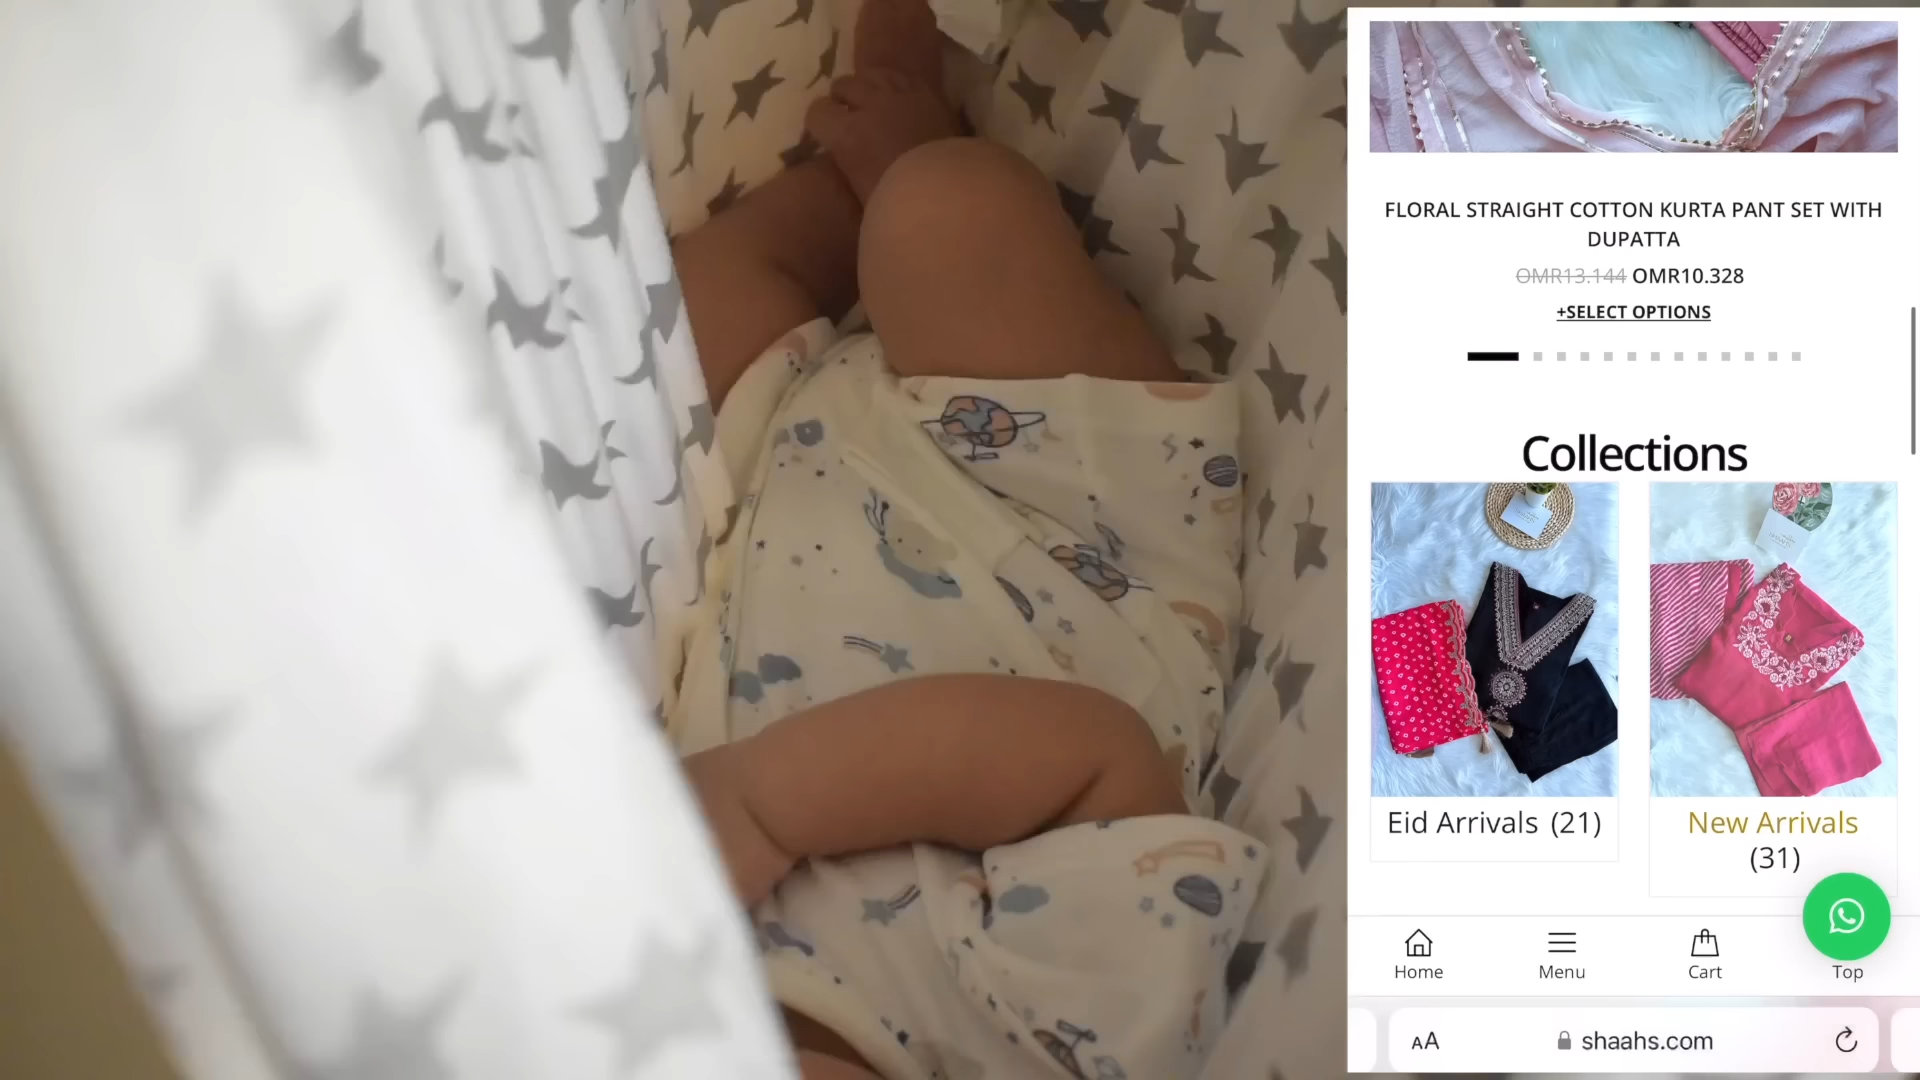 FLORAL STRAIGHT COTTON KURTA PANT SET WITH
DUPATTA
OMR13.144 OMR10.328
+SELECT OPTIONS
Collections
Eid Arrivals (21)
New Arrivals
(31)
Home
Menu
Cart
Top
AA
shaahs.com